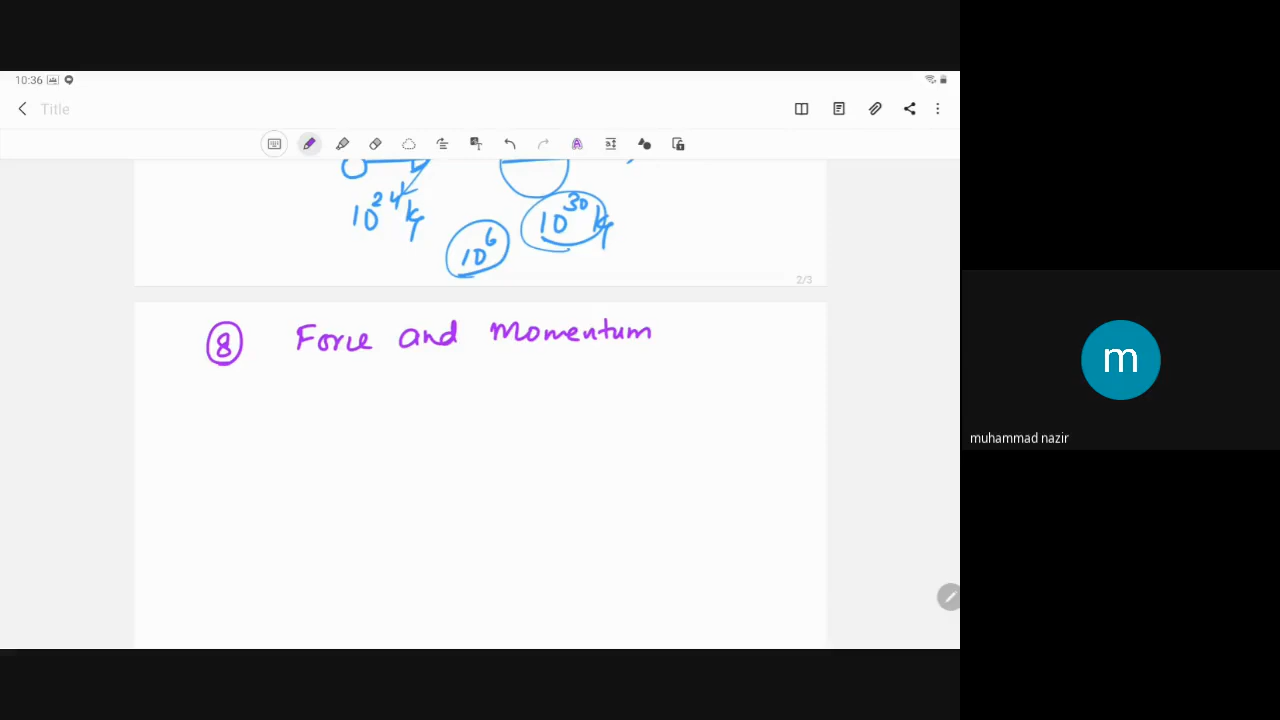 10:36
Title
10²⁴ kg
10³⁰ kg
10⁶
2/3
⑧ Force and Momentum
m
muhammad nazir